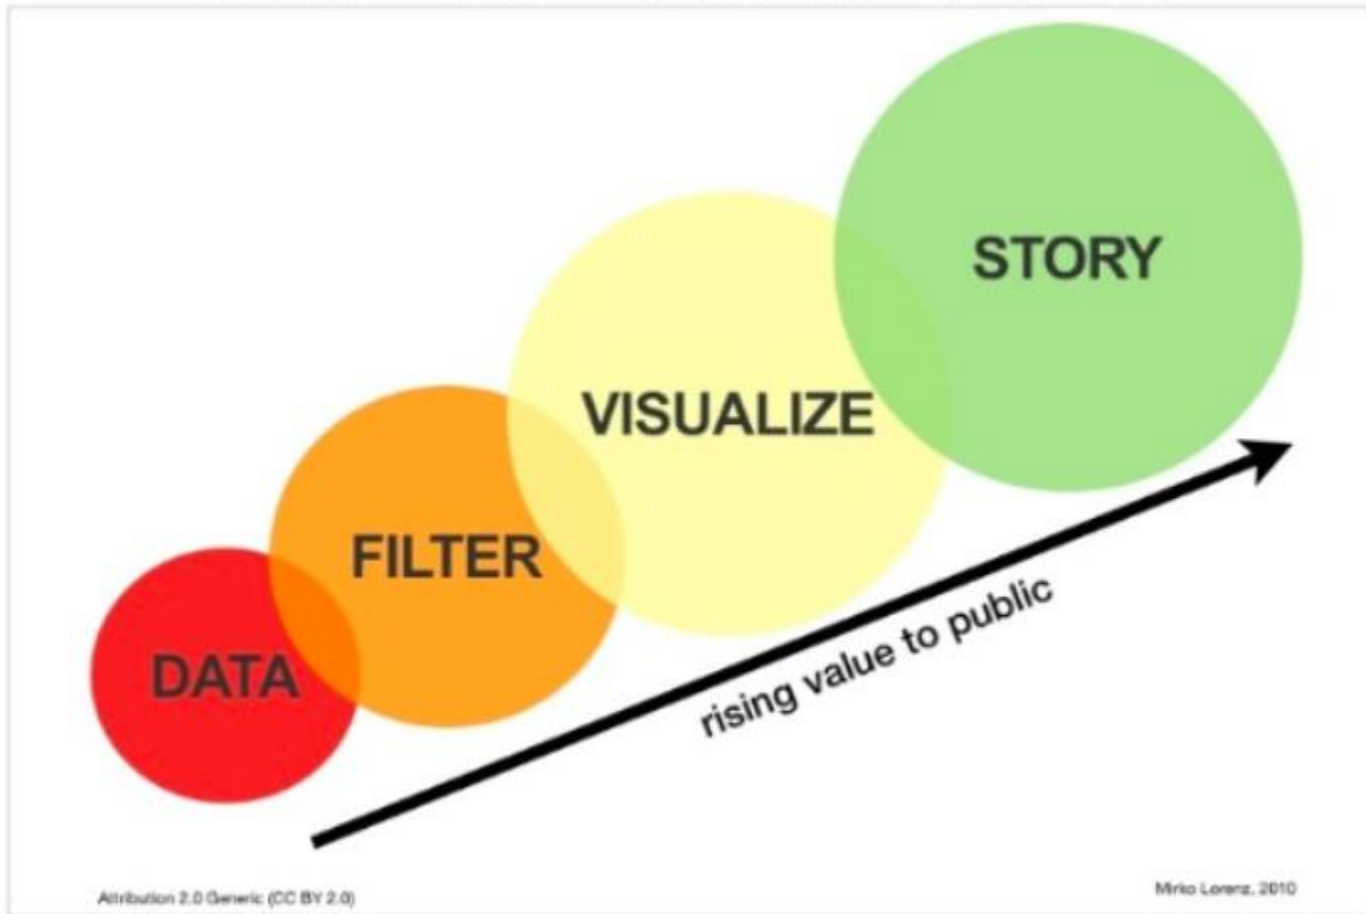 STORY
VISUALIZE
FILTER
DATA
rising value to public
Attribution 2.0 Generic (CC BY 2.0)
Mirko Lorenz, 2010